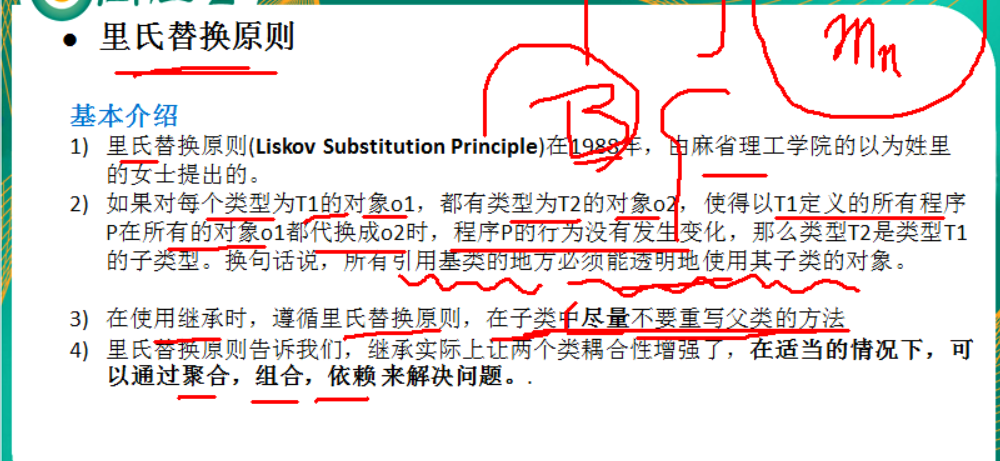 里氏替换原则
Mn
B
基本介绍
1) 里氏替换原则(Liskov Substitution Principle)在1988年，由麻省理工学院的以为姓里
的女士提出的。
2) 如果对每个类型为T1的对象o1，都有类型为T2的对象o2，使得以T1定义的所有程序
P在所有的对象o1都代换成o2时，程序P的行为没有发生变化，那么类型T2是类型T1
的子类型。换句话说，所有引用基类的地方必须能透明地使用其子类的对象。
3) 在使用继承时，遵循里氏替换原则，在子类中尽量不要重写父类的方法
4) 里氏替换原则告诉我们，继承实际上让两个类耦合性增强了，在适当的情况下，可
以通过聚合，组合，依赖 来解决问题。.